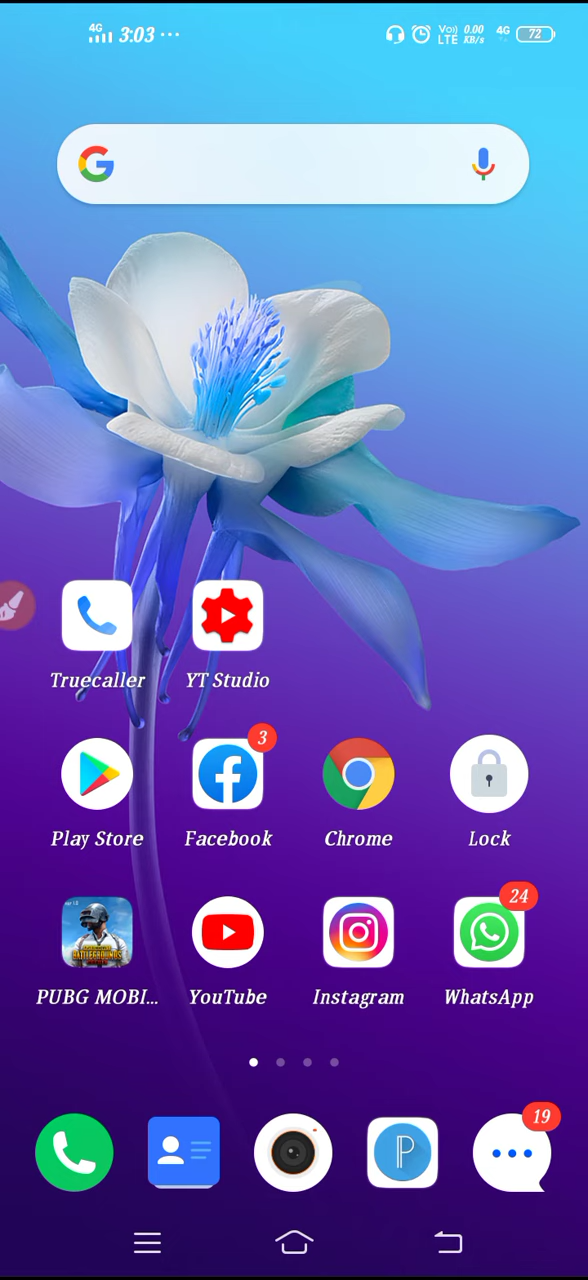 4G 3:03 ... Vo)) LTE 0.00 KB/s 4G 72
Truecaller YT Studio
3
Play Store Facebook Chrome Lock
24
PUBG MOBI... YouTube Instagram WhatsApp
19